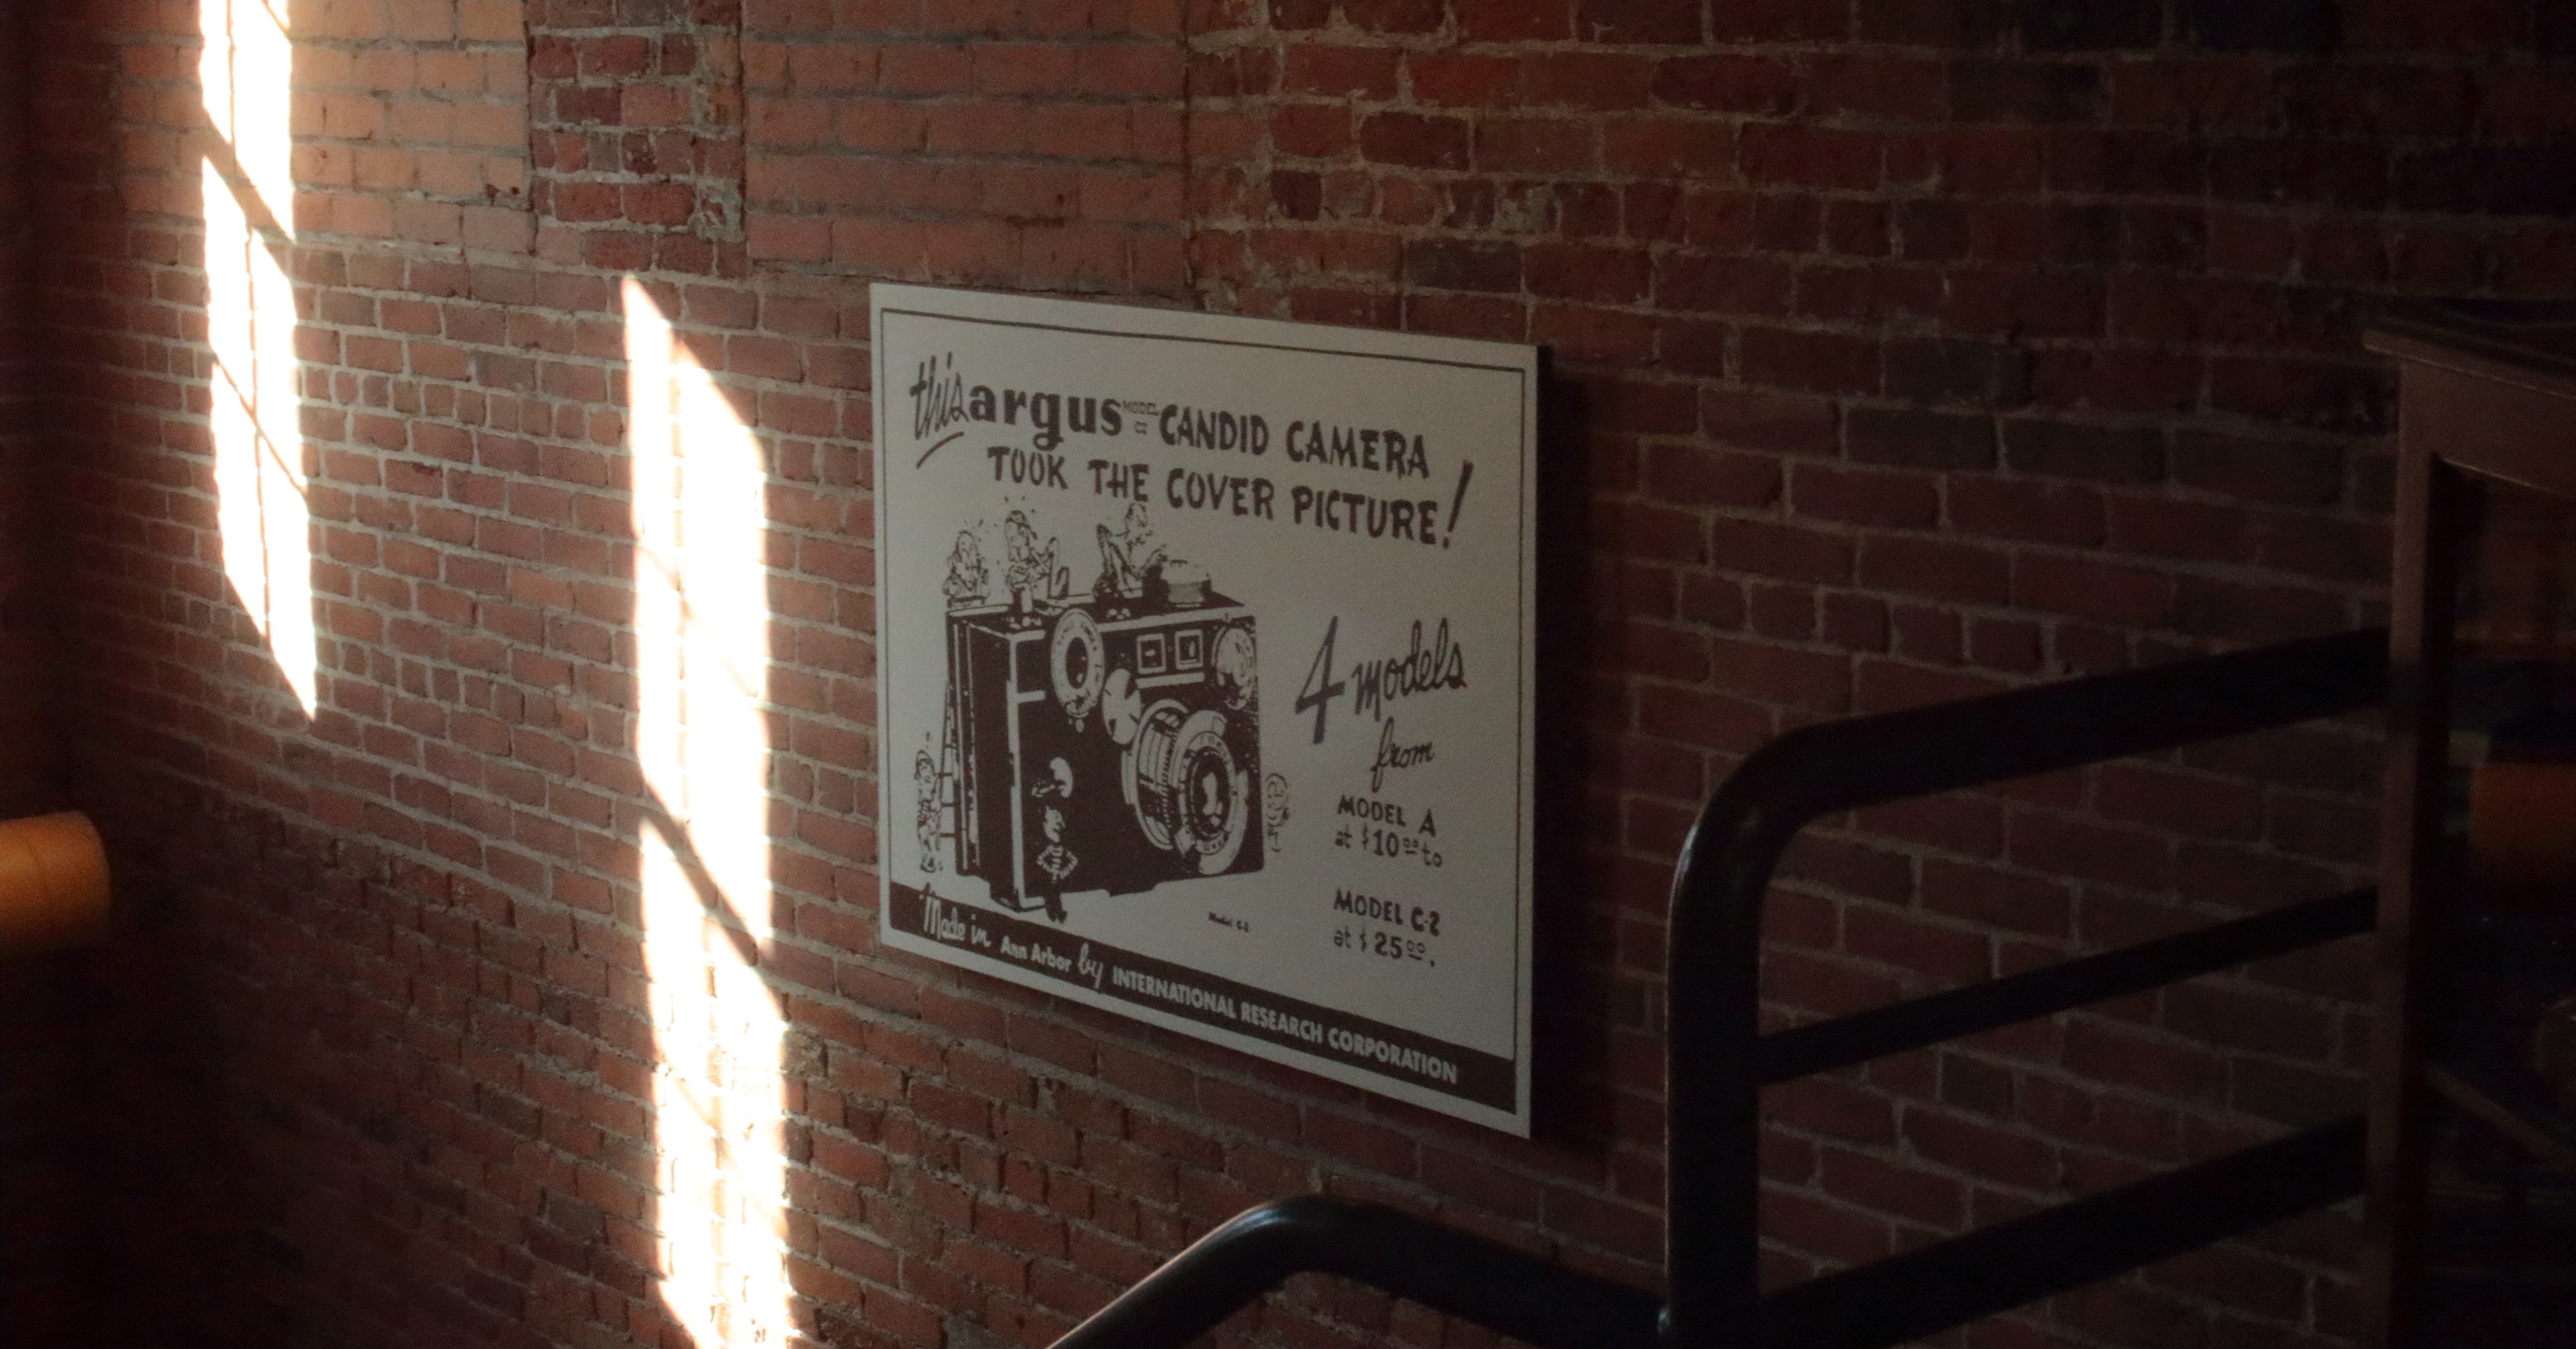 this argus MODEL C2 CANDID CAMERA
TOOK THE COVER PICTURE!
4 models
from
MODEL A
at $10 00 to
MODEL C-2
at $25 00.
Model C-2
Made in Ann Arbor by INTERNATIONAL RESEARCH CORPORATION